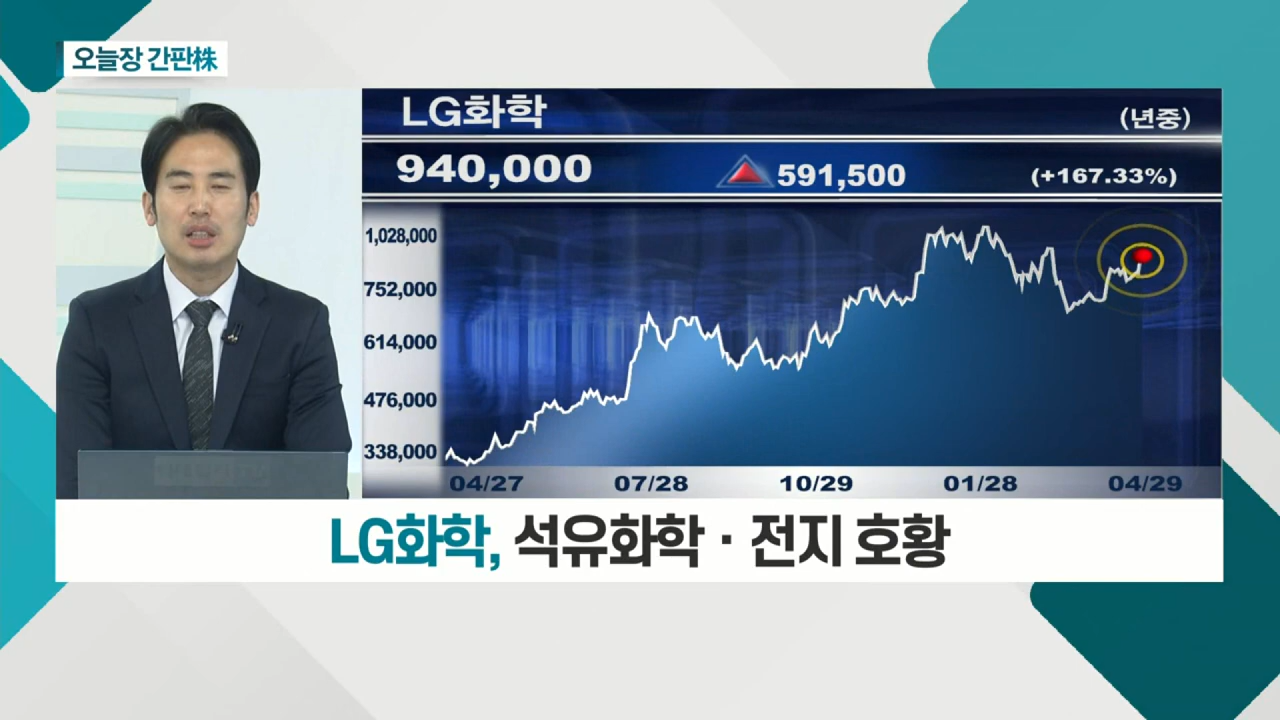 오늘장 간판株
LG화학
(년중)
940,000 591,500 (+167.33%)
1,028,000
752,000
614,000
476,000
338,000
04/27 07/28 10/29 01/28 04/29
LG화학, 석유화학 · 전지 호황